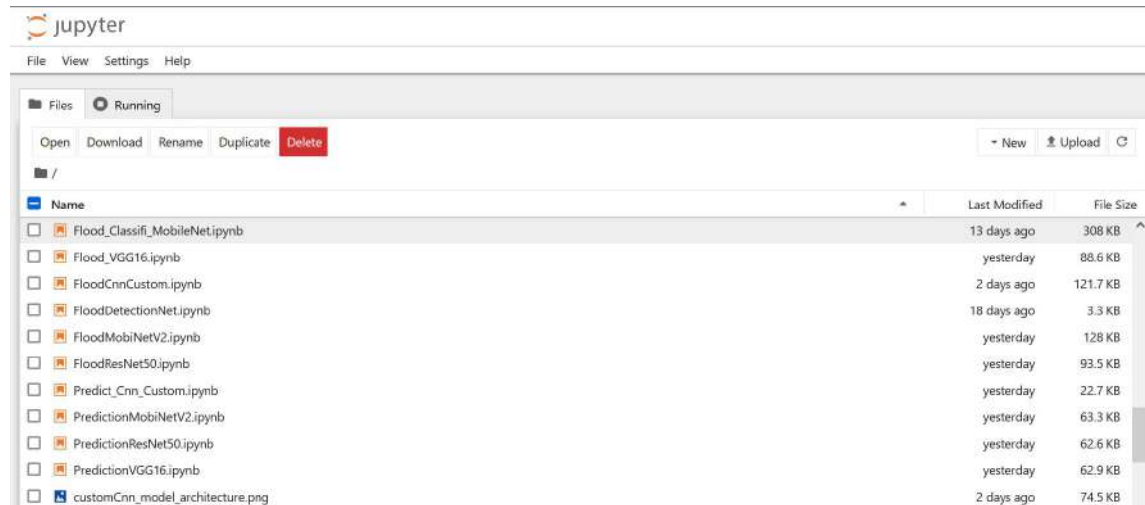 jupyter
File View Settings Help
Files Running
Open Download Rename Duplicate Delete New Upload
/
Name Last Modified File Size
Flood_Classifi_MobileNet.ipynb 13 days ago 308 KB
Flood_VGG16.ipynb yesterday 88.6 KB
FloodCnnCustom.ipynb 2 days ago 121.7 KB
FloodDetectionNet.ipynb 18 days ago 3.3 KB
FloodMobiNetV2.ipynb yesterday 128 KB
FloodResNet50.ipynb yesterday 93.5 KB
Predict_Cnn_Custom.ipynb yesterday 22.7 KB
PredictionMobiNetV2.ipynb yesterday 63.3 KB
PredictionResNet50.ipynb yesterday 62.6 KB
PredictionVGG16.ipynb yesterday 62.9 KB
customCnn_model_architecture.png 2 days ago 74.5 KB